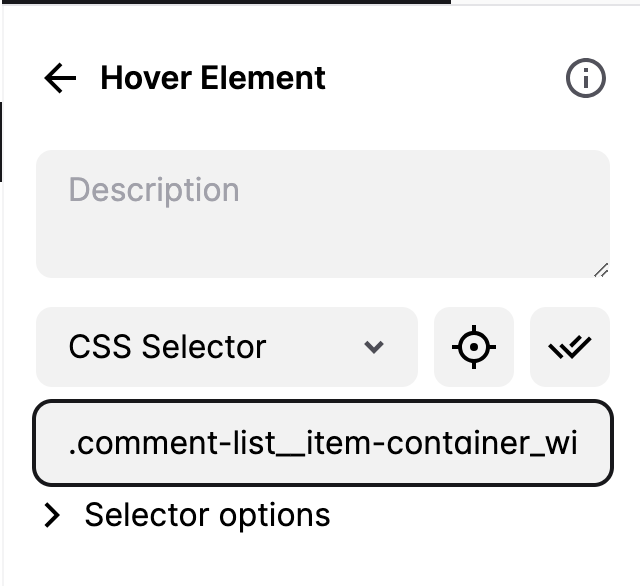 Hover Element
Description
CSS Selector
.comment-list__item-container_wi
Selector options